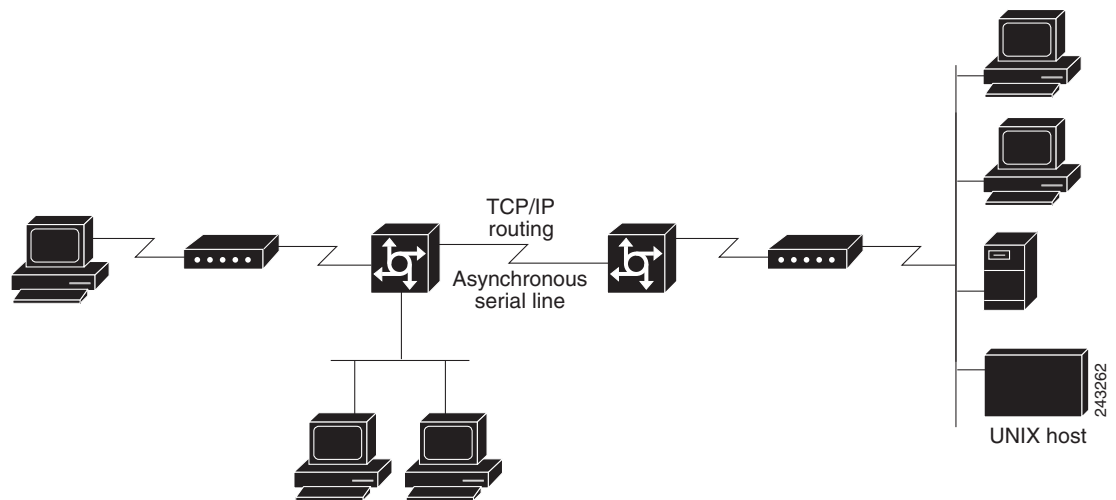 TCP/IP
routing
Asynchronous
serial line
UNIX host
243262